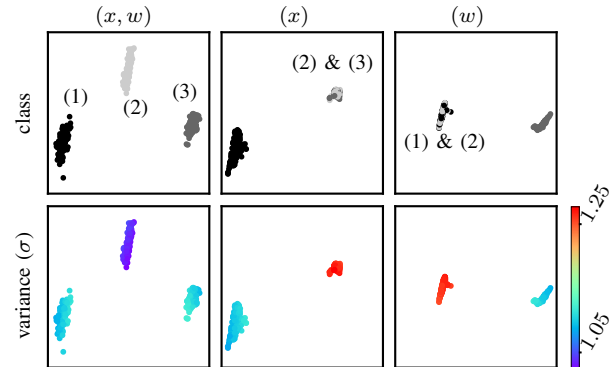 (x, w)
(x)
(w)
class
(1)
(2)
(3)
(2) & (3)
(1) & (2)
variance (σ)
1.25
1.05